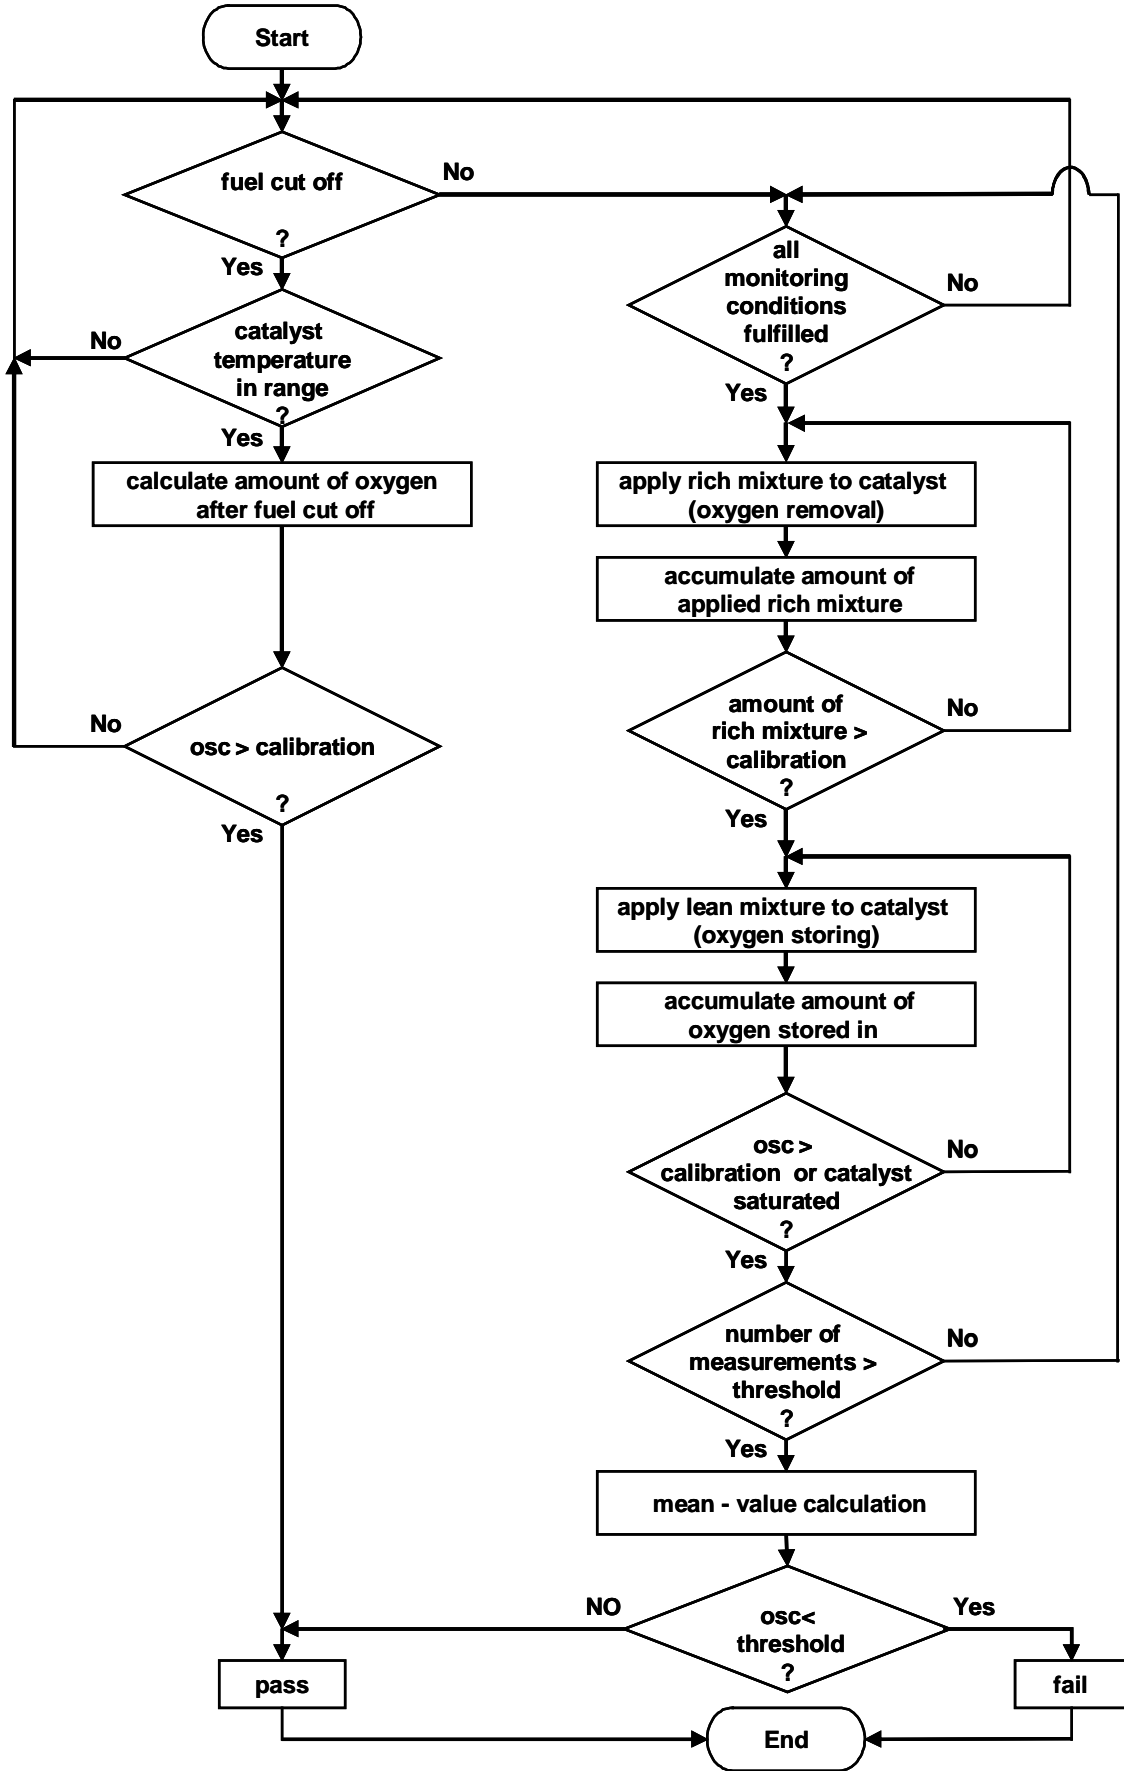 Start
fuel cut off
?
No
Yes
catalyst
temperature
in range
?
No
Yes
calculate amount of oxygen
after fuel cut off
osc > calibration
?
No
Yes
all
monitoring
conditions
fulfilled
?
No
Yes
apply rich mixture to catalyst
(oxygen removal)
accumulate amount of
applied rich mixture
amount of
rich mixture >
calibration
?
No
Yes
apply lean mixture to catalyst
(oxygen storing)
accumulate amount of
oxygen stored in
osc >
calibration or catalyst
saturated
?
No
Yes
number of
measurements >
threshold
?
No
Yes
mean - value calculation
osc<
threshold
?
NO
Yes
pass
fail
End